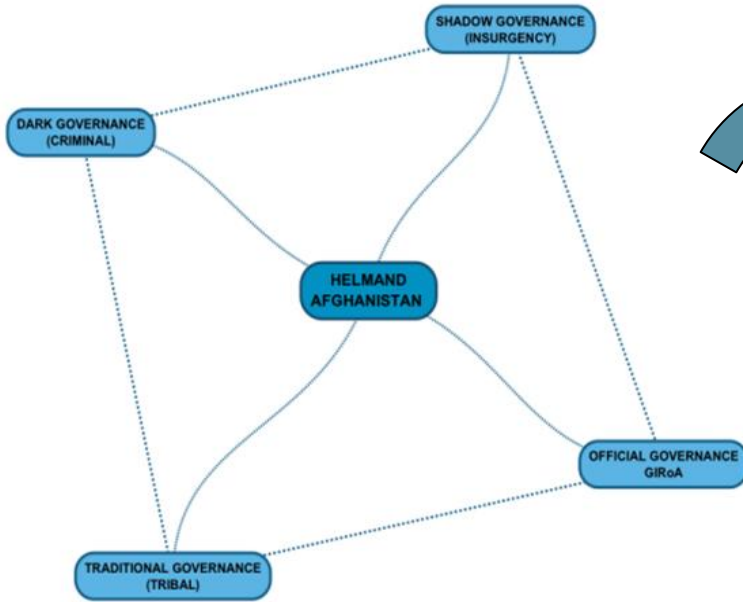 SHADOW GOVERNANCE
(INSURGENCY)
DARK GOVERNANCE
(CRIMINAL)
HELMAND
AFGHANISTAN
OFFICIAL GOVERNANCE
GIRoA
TRADITIONAL GOVERNANCE
(TRIBAL)